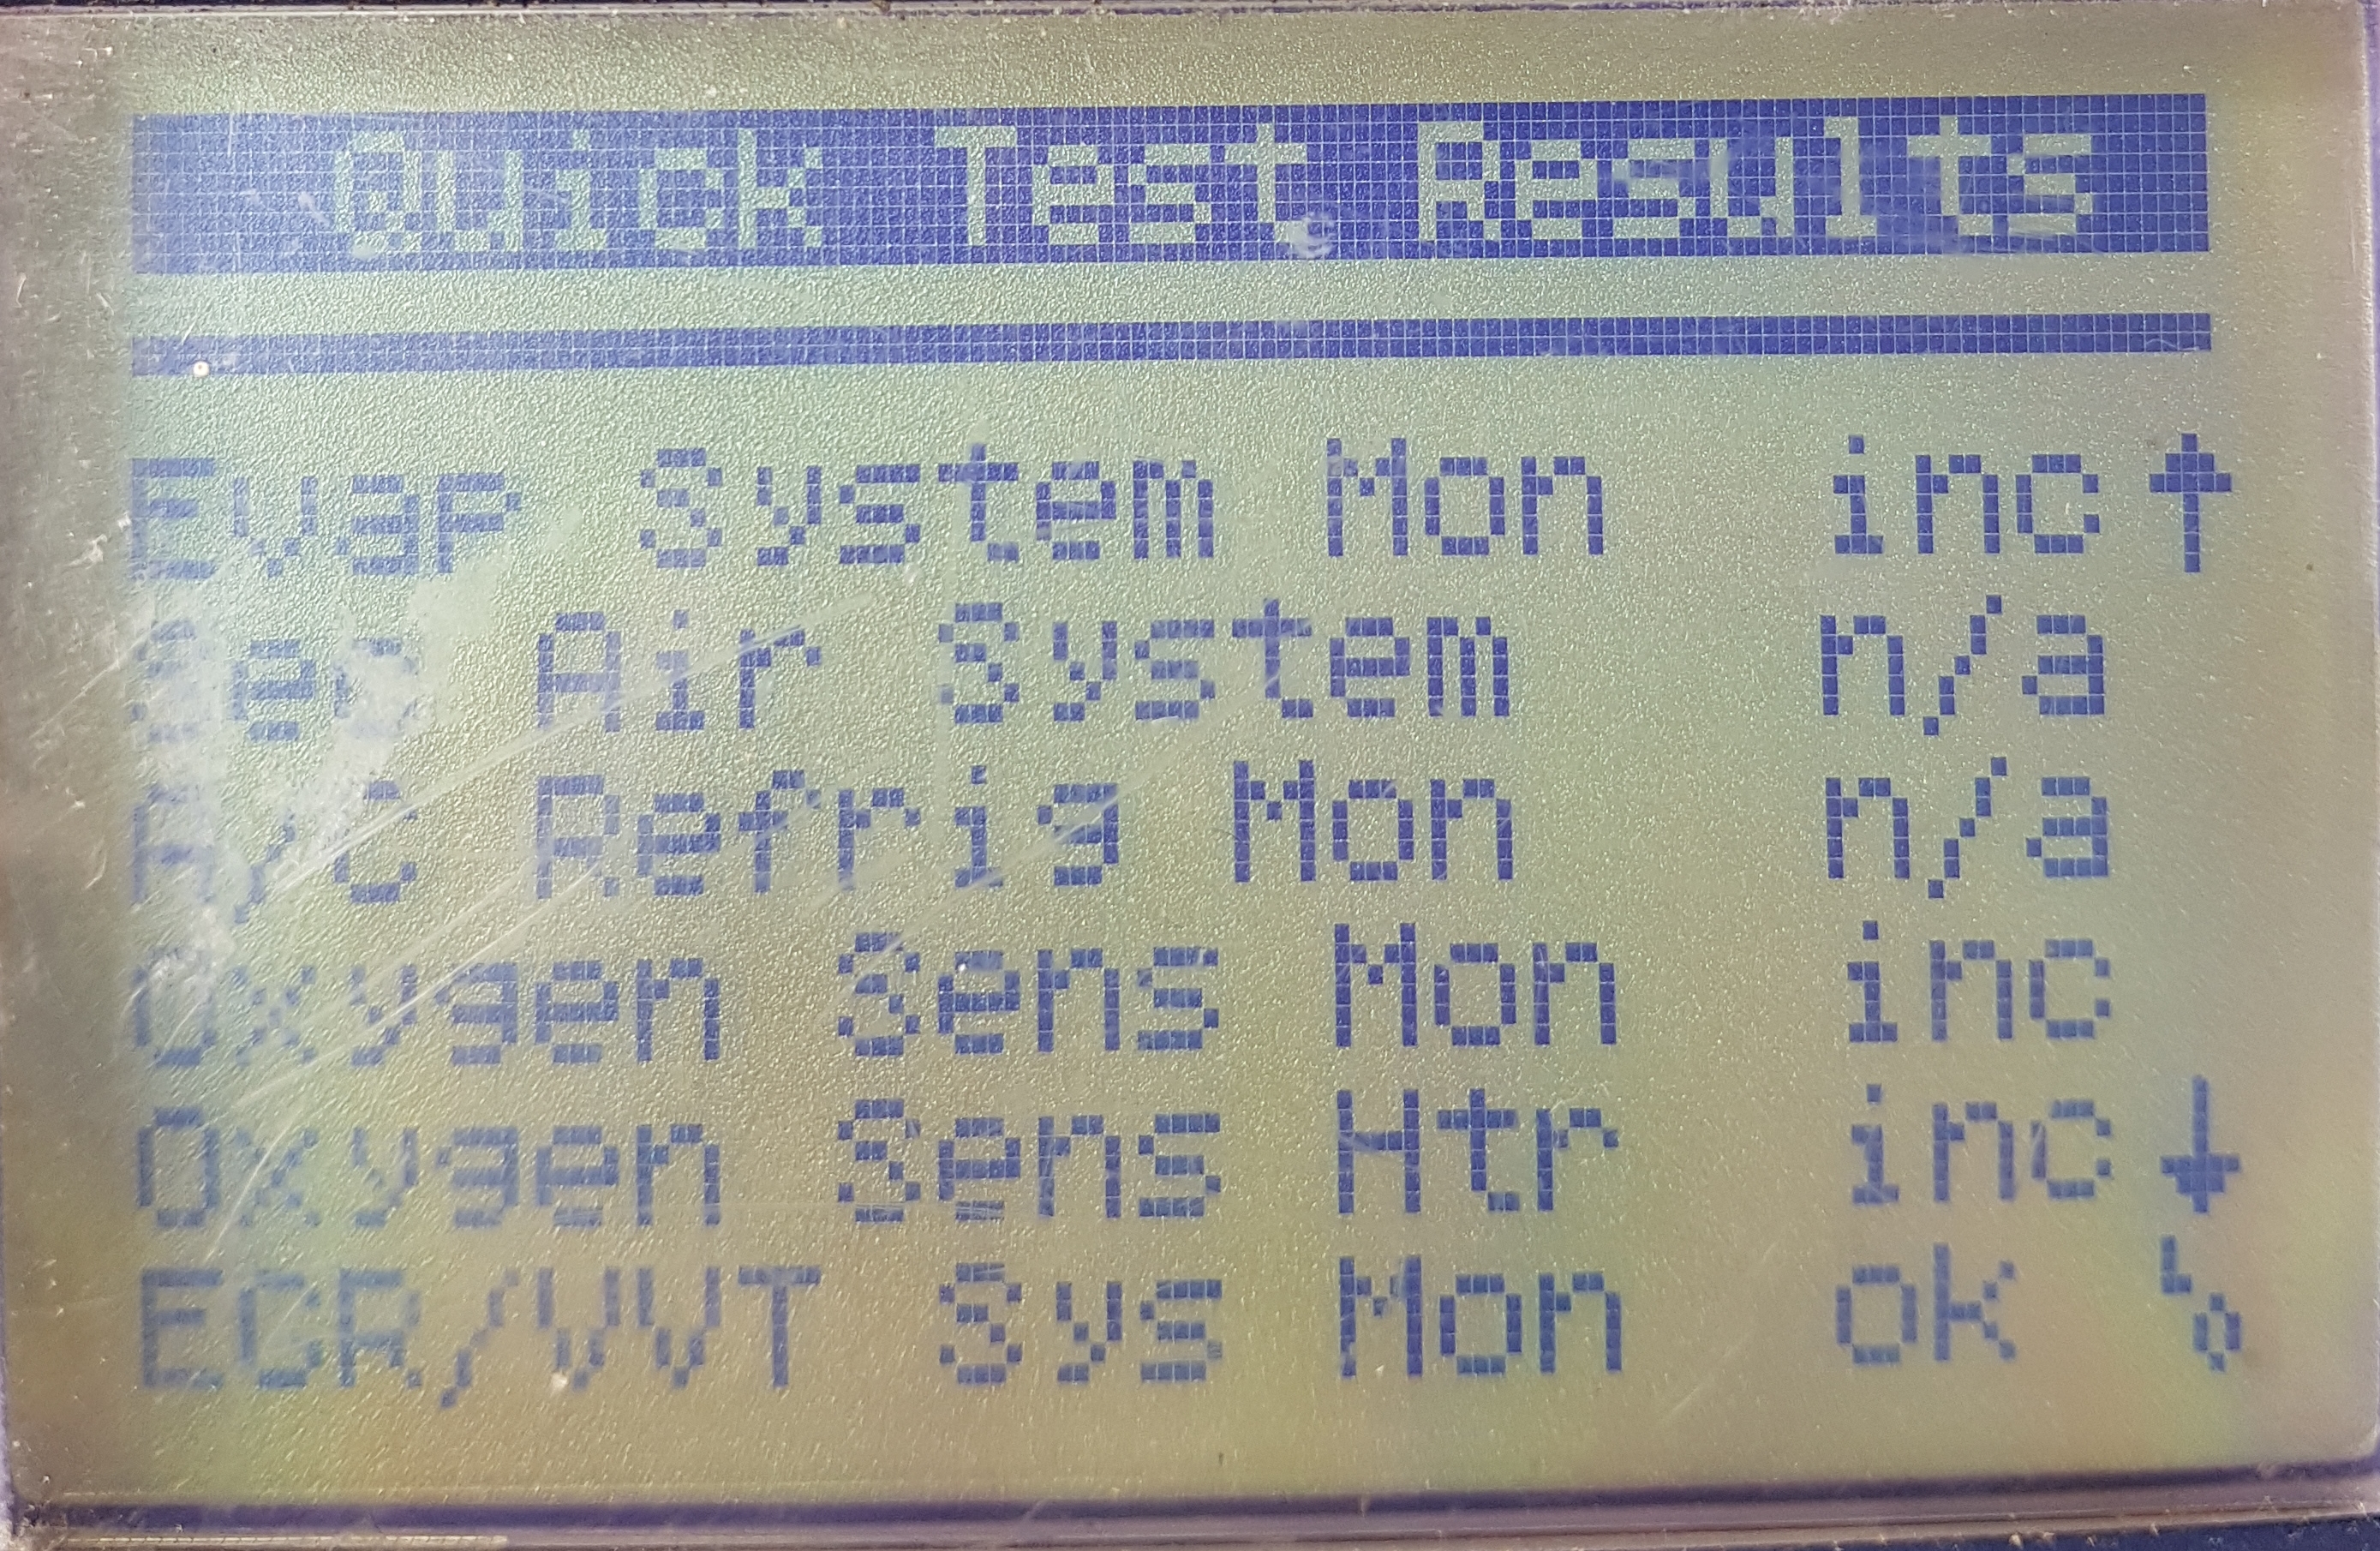 Quick Test Results
Evap System Mon inc↑
Sec Air System n/a
A/C Refrig Mon n/a
Oxygen Sens Mon inc
Oxygen Sens Htr inc↓
EGR/VVT Sys Mon ok